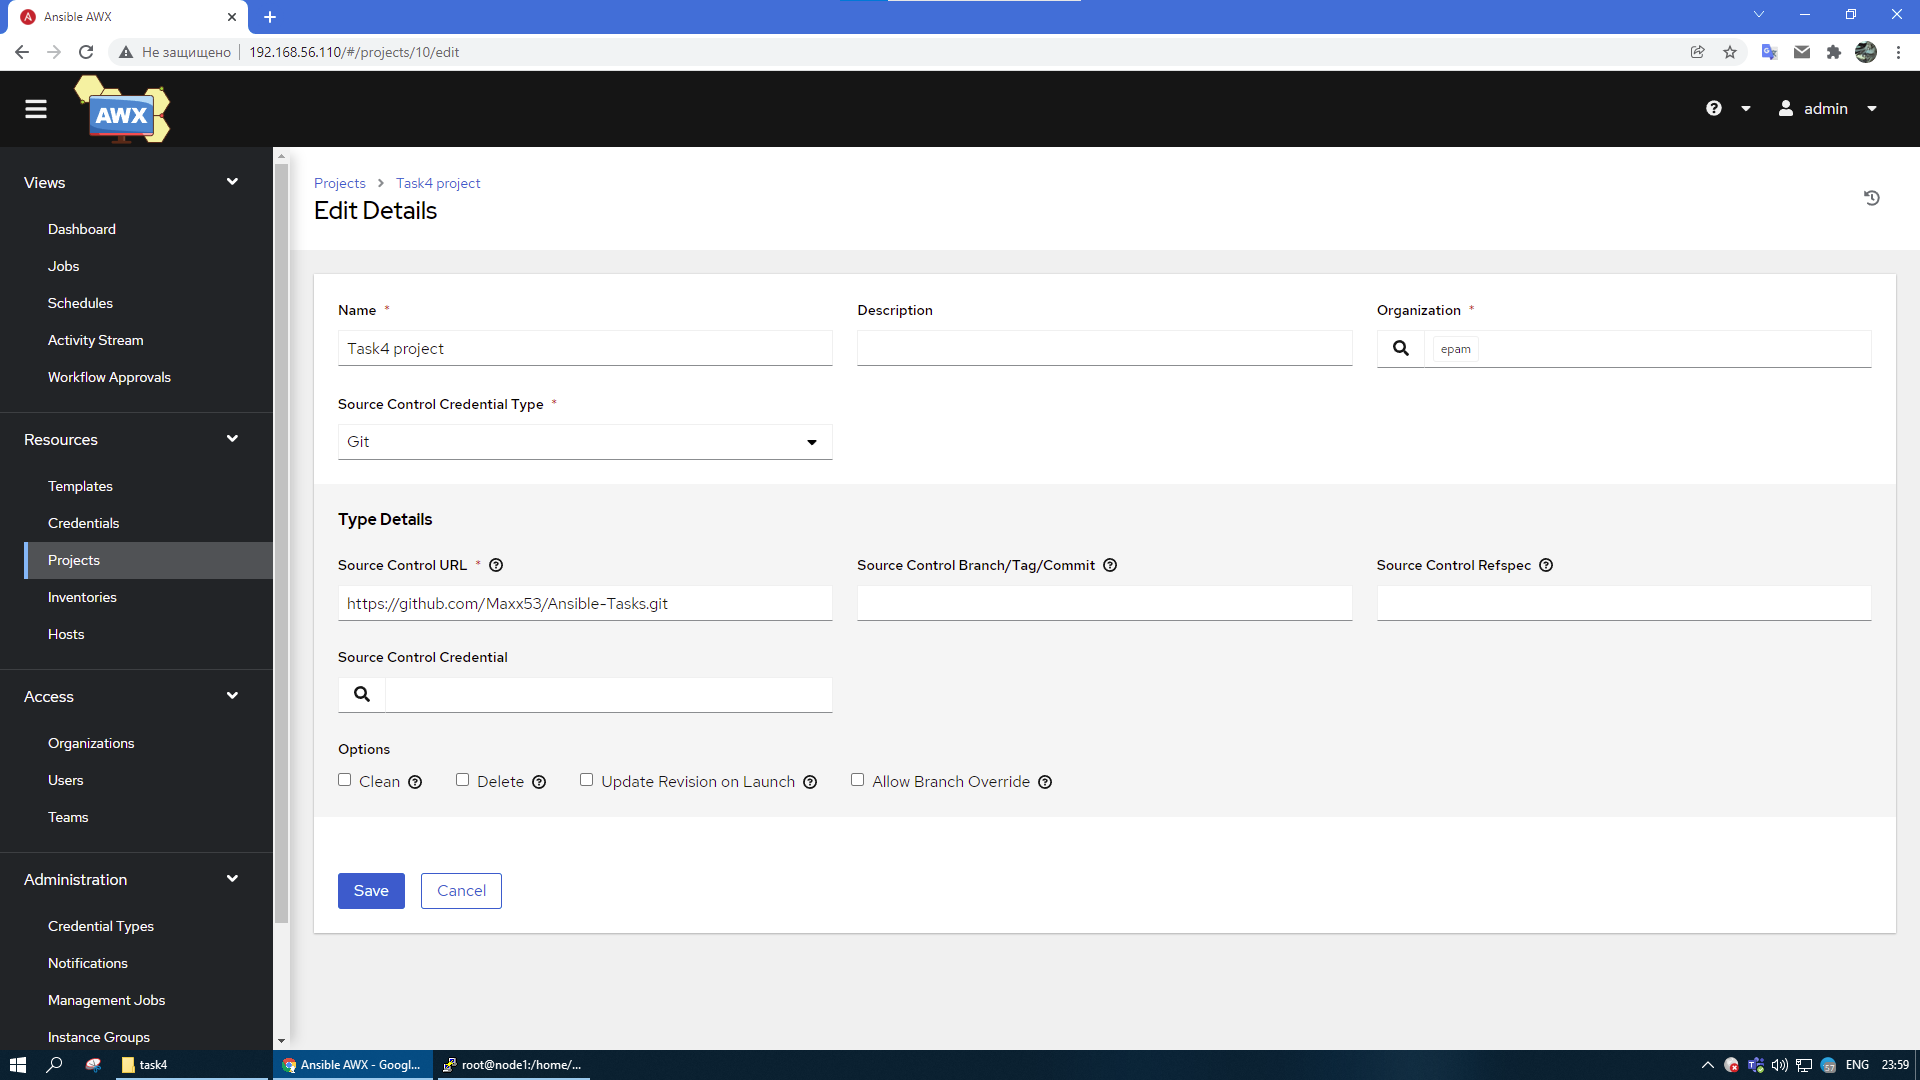 Ansible AWX
Не защищено
192.168.56.110/#/projects/10/edit
AWX
admin
Views
Dashboard
Jobs
Schedules
Activity Stream
Workflow Approvals
Resources
Templates
Credentials
Projects
Inventories
Hosts
Access
Organizations
Users
Teams
Administration
Credential Types
Notifications
Management Jobs
Instance Groups
Projects > Task4 project
Edit Details
Name *
Task4 project
Description
Organization *
epam
Source Control Credential Type *
Git
Type Details
Source Control URL *
https://github.com/Maxx53/Ansible-Tasks.git
Source Control Branch/Tag/Commit
Source Control Refspec
Source Control Credential
Options
Clean
Delete
Update Revision on Launch
Allow Branch Override
Save
Cancel
task4
Ansible AWX - Googl...
root@node1:/home/...
57
ENG
23:59